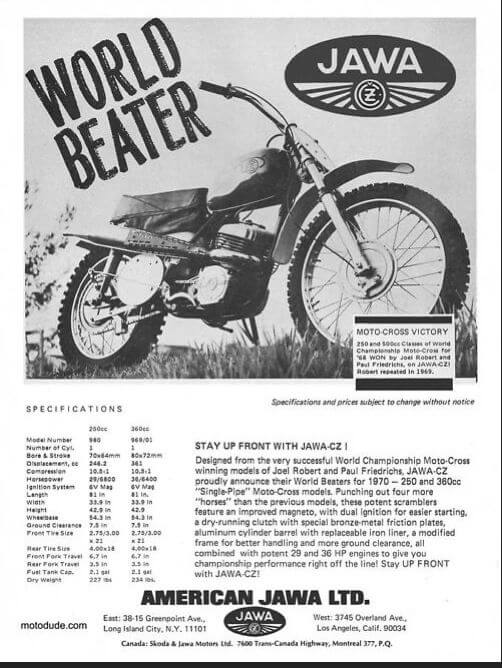 WORLD
BEATER
JAWA
CZ
MOTO-CROSS VICTORY
250 and 500cc Classes of World
Championship Moto-Cross for
'68 WON by Joel Robert and
Paul Friedrichs, on JAWA-CZ!
Robert repeated in 1969.
Specifications and prices subject to change without notice
SPECIFICATIONS
250cc 360cc
Model Number 980 969/01
Number of Cyl. 1 1
Bore & Stroke 70x64mm 80x72mm
Displacement, cc 246.2 361
Compression 10.5:1 10.5:1
Horsepower 29/6800 36/6400
Ignition System 6V Mag 6V Mag
Length 81 in 81 in.
Width 33.9 in 33.9 in
Height 42.9 in 42.9 in
Wheelbase 54.3 in 54.3 in
Ground Clearance 7.5 in 7.5 in
Front Tire Size 2.75/3.00 2.75/3.00
x 21 x 21
Rear Tire Size 4.00x18 4.00x18
Front Fork Travel 6.7 in 6.7 in
Rear Fork Travel 3.5 in 3.5 in
Fuel Tank Cap. 2.1 gal 2.1 gal
Dry Weight 227 lbs 234 lbs.
STAY UP FRONT WITH JAWA-CZ !
Designed from the very successful World Championship Moto-Cross
winning models of Joel Robert and Paul Friedrichs, JAWA-CZ
proudly announce their World Beaters for 1970 – 250 and 360cc
"Single-Pipe" Moto-Cross models. Punching out four more
"horses" than the previous models, these potent scramblers
feature an improved magneto, with dual ignition for easier starting,
a dry-running clutch with special bronze-metal friction plates,
aluminum cylinder barrel with replaceable iron liner, a modified
frame for better handling and more ground clearance, all
combined with potent 29 and 36 HP engines to give you
championship performance right off the line! Stay UP FRONT
with JAWA-CZ!
AMERICAN JAWA LTD.
motodude.com
East: 38-15 Greenpoint Ave.,
Long Island City, N.Y. 11101
JAWA
CZ
West: 3745 Overland Ave.,
Los Angeles, Calif. 90034
Canada: Skoda & Jawa Motors Ltd. 7600 Trans-Canada Highway, Montreal 377, P.Q.